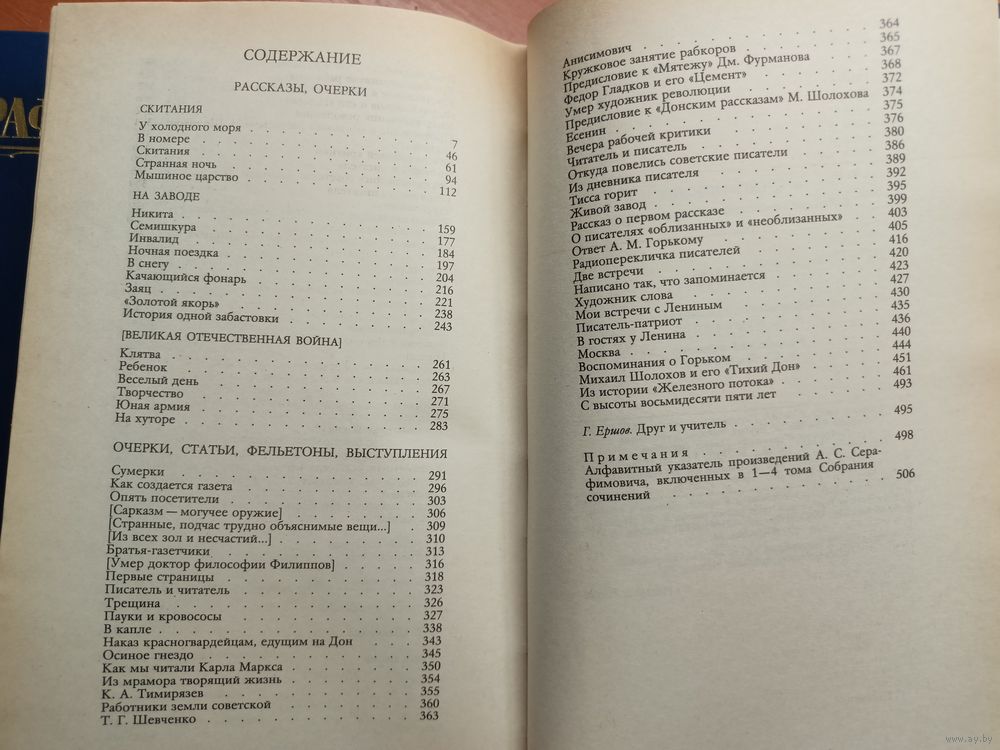 РАФ
СОДЕРЖАНИЕ
РАССКАЗЫ, ОЧЕРКИ
СКИТАНИЯ
У холодного моря . . . 7
В номере . . . 46
Скитания . . . 61
Странная ночь . . . 94
Мышиное царство . . . 112
НА ЗАВОДЕ
Никита . . . 159
Семишкура . . . 177
Инвалид . . . 184
Ночная поездка . . . 197
В снегу . . . 204
Качающийся фонарь . . . 216
Заяц . . . 221
«Золотой якорь» . . . 238
История одной забастовки . . . 243
[ВЕЛИКАЯ ОТЕЧЕСТВЕННАЯ ВОЙНА]
Клятва . . . 261
Ребенок . . . 263
Веселый день . . . 267
Творчество . . . 271
Юная армия . . . 275
На хуторе . . . 283
ОЧЕРКИ, СТАТЬИ, ФЕЛЬЕТОНЫ, ВЫСТУПЛЕНИЯ
Сумерки . . . 291
Как создается газета . . . 296
Опять посетители . . . 303
[Сарказм — могучее оружие] . . . 306
[Странные, подчас трудно объяснимые вещи...] . 309
[Из всех зол и несчастий...] . . . 310
Братья-газетчики . . . 313
[Умер доктор философии Филиппов] . . . 316
Первые страницы . . . 318
Писатель и читатель . . . 323
Трещина . . . 326
Пауки и кровососы . . . 327
В капле . . . 338
Наказ красногвардейцам, едущим на Дон . . . 343
Осиное гнездо . . . 345
Как мы читали Карла Маркса . . . 350
Из мрамора творящий жизнь . . . 354
К. А. Тимирязев . . . 355
Работники земли советской . . . 360
Т. Г. Шевченко . . . 363
Анисимович . . . 364
Кружковое занятие рабкоров . . . 365
Предисловие к «Мятежу» Дм. Фурманова . . . 367
Федор Гладков и его «Цемент» . . . 368
Умер художник революции . . . 372
Предисловие к «Донским рассказам» М. Шолохова 374
Есенин . . . 375
Вечера рабочей критики . . . 376
Читатель и писатель . . . 380
Откуда повелись советские писатели . . . 386
Из дневника писателя . . . 389
Тисса горит . . . 392
Живой завод . . . 395
Рассказ о первом рассказе . . . 399
О писателях «облизанных» и «необлизанных» . . . 403
Ответ А. М. Горькому . . . 405
Радиоперекличка писателей . . . 416
Две встречи . . . 420
Написано так, что запоминается . . . 423
Художник слова . . . 427
Мои встречи с Лениным . . . 430
Писатель-патриот . . . 435
В гостях у Ленина . . . 436
Москва . . . 440
Воспоминания о Горьком . . . 444
Михаил Шолохов и его «Тихий Дон» . . . 451
Из истории «Железного потока» . . . 461
С высоты восьмидесяти пяти лет . . . 493
Г. Ершов. Друг и учитель . . . 495
Примечания . . . 498
Алфавитный указатель произведений А. С. Сера-
фимовича, включенных в 1—4 тома Собрания
сочинений . . . 506
www.ay.by